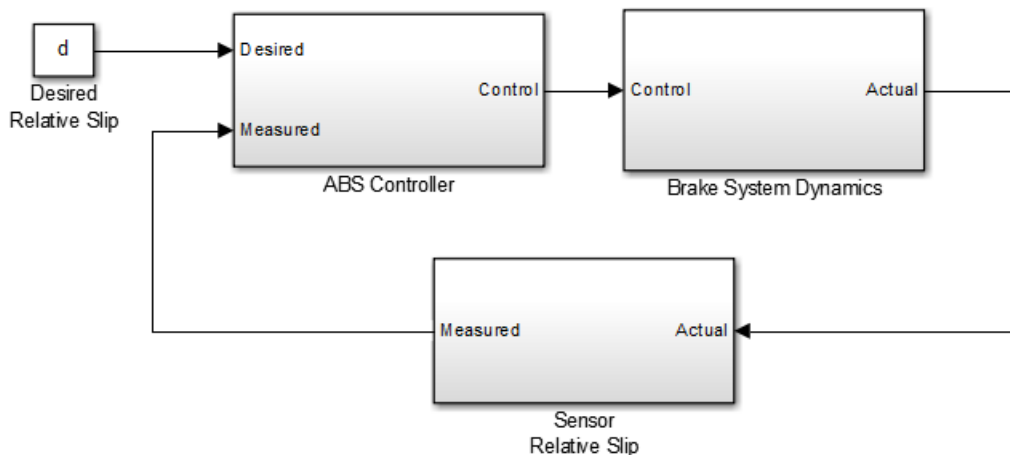 d
Desired
Relative Slip
Desired
Measured
Control
ABS Controller
Control
Actual
Brake System Dynamics
Measured
Actual
Sensor
Relative Slip